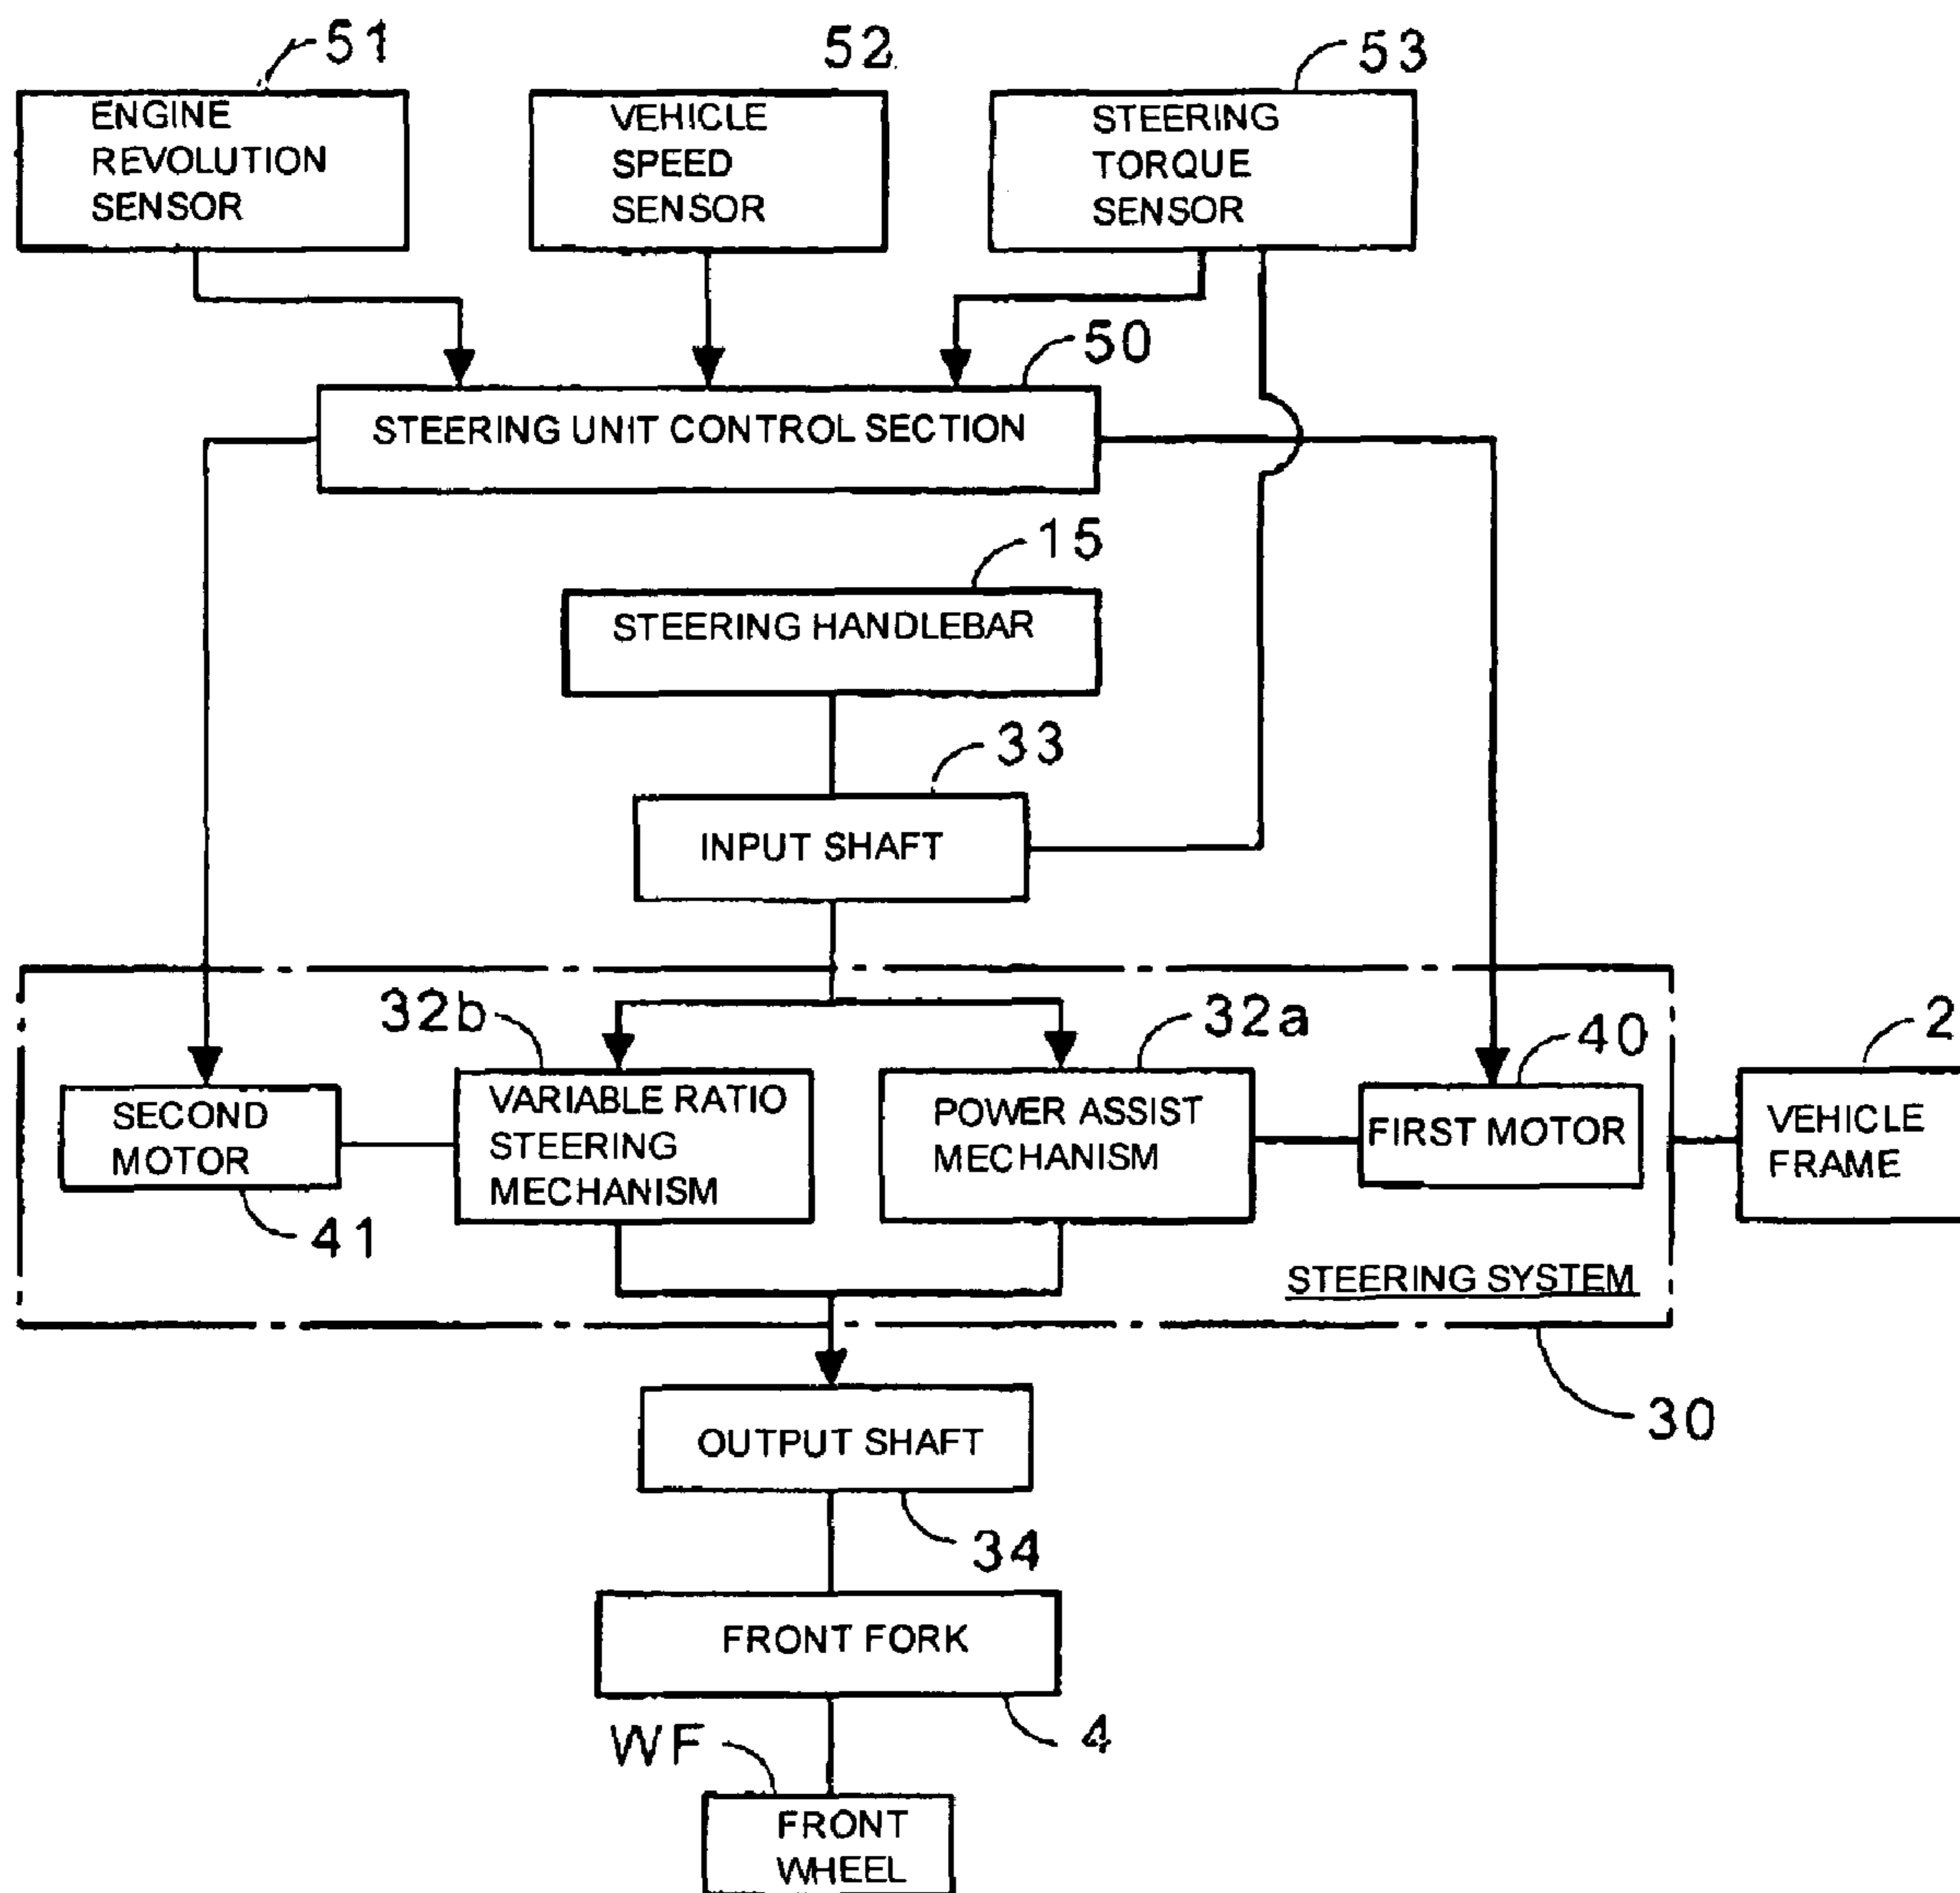 51
52
53
ENGINE
REVOLUTION
SENSOR
VEHICLE
SPEED
SENSOR
STEERING
TORQUE
SENSOR
50
STEERING UNIT CONTROL SECTION
15
STEERING HANDLEBAR
33
INPUT SHAFT
32b
32a
40
2
SECOND
MOTOR
41
VARIABLE RATIO
STEERING
MECHANISM
POWER ASSIST
MECHANISM
FIRST MOTOR
VEHICLE
FRAME
STEERING SYSTEM
30
OUTPUT SHAFT
34
FRONT FORK
4
WF
FRONT
WHEEL